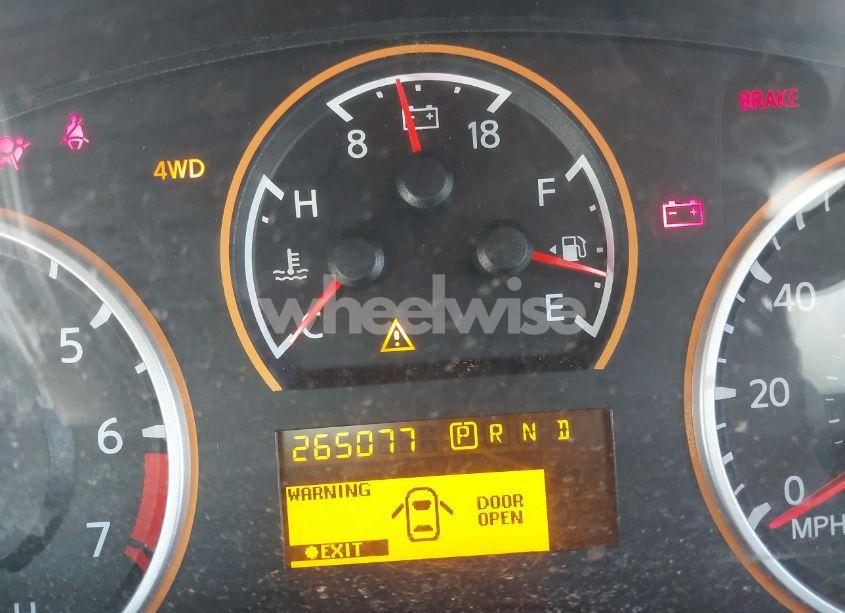 BRAKE
8
18
4WD
H
F
40
wheelwise
C
E
5
20
6
265077 P R N D
WARNING
DOOR
OPEN
EXIT
0
7
MPH